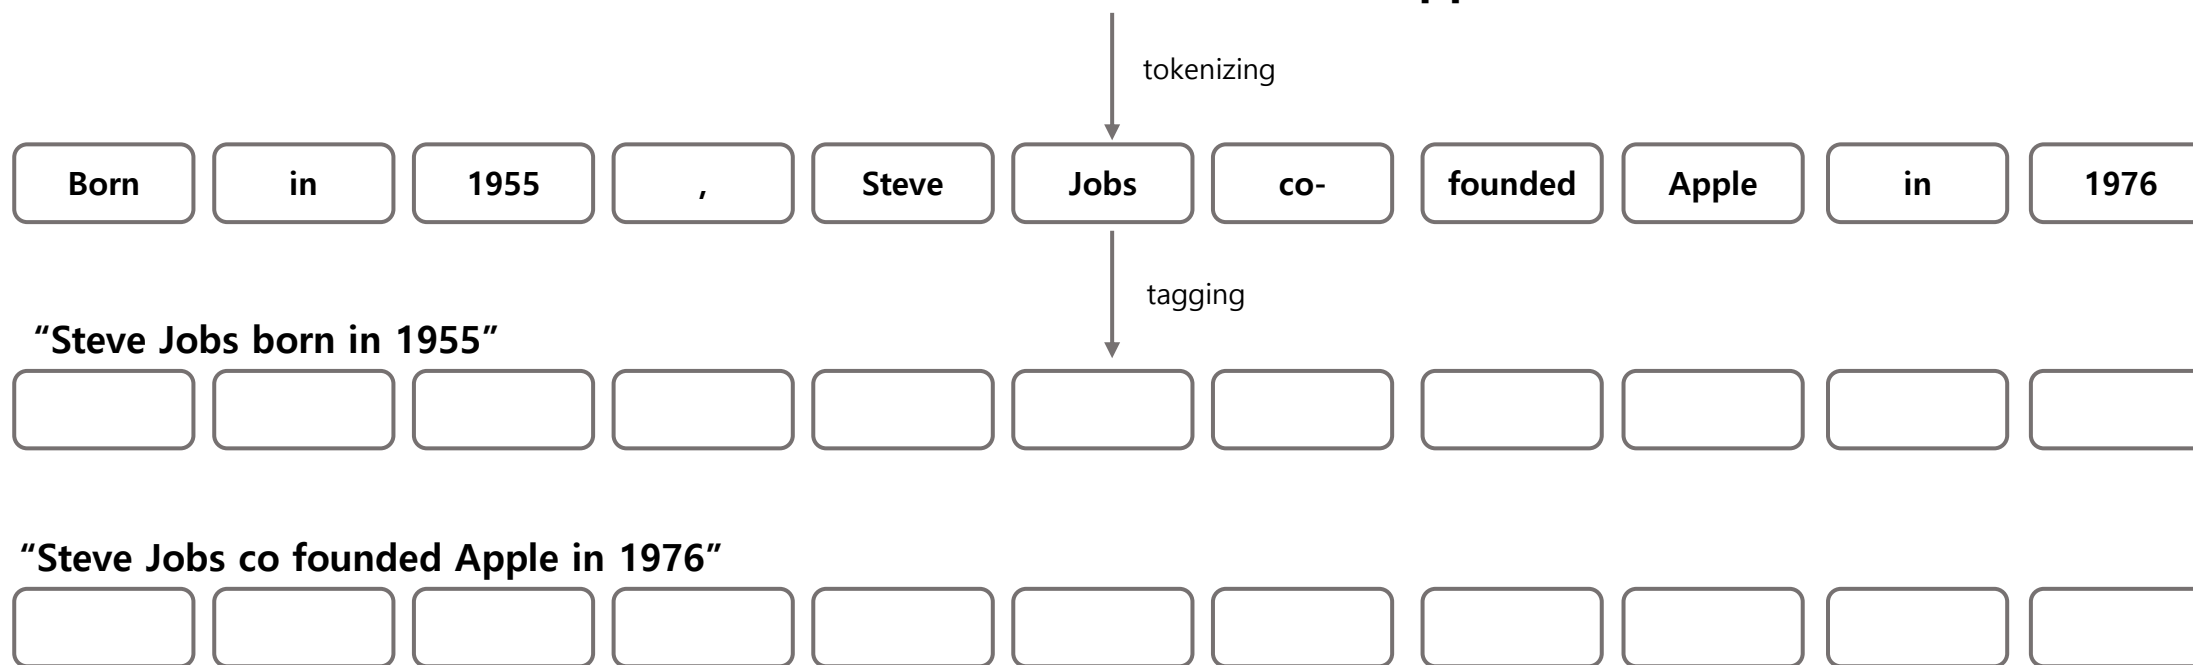 tokenizing
Born in 1955 , Steve Jobs co- founded Apple in 1976
tagging
“Steve Jobs born in 1955”
“Steve Jobs co founded Apple in 1976”